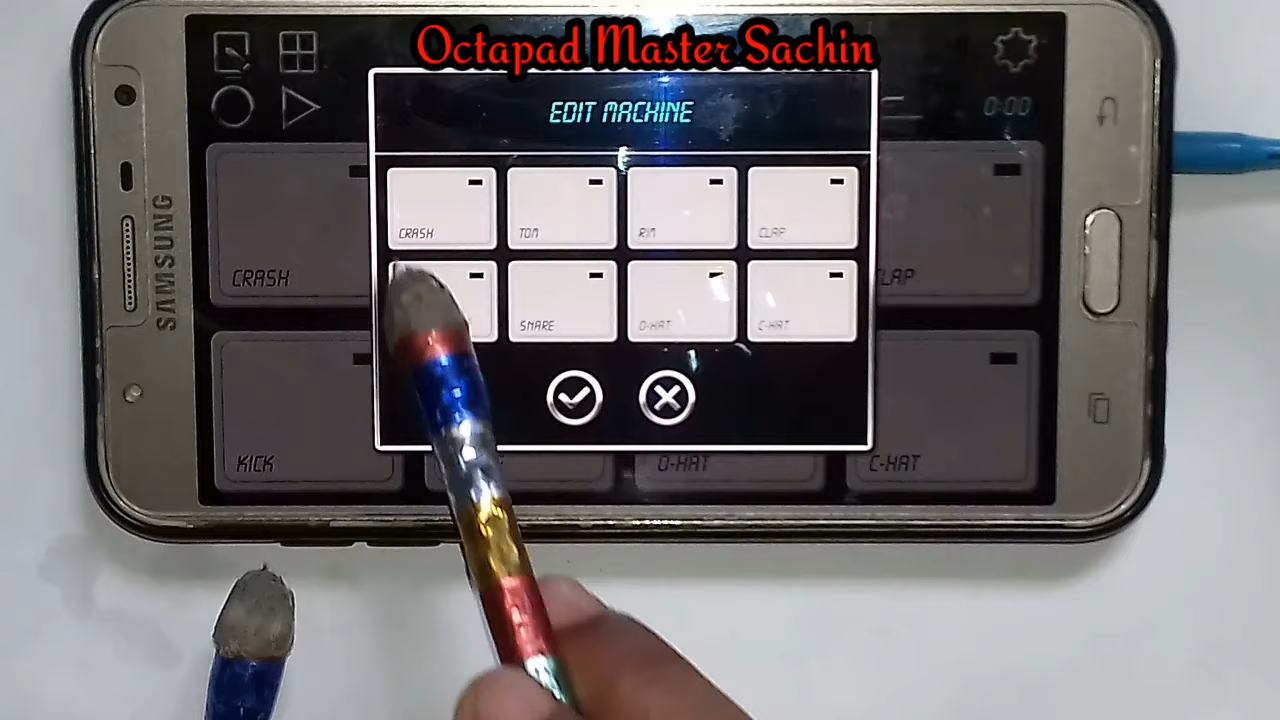 Octapad Master Sachin
0:00
EDIT MACHINE
CRASH TOM RIM CLAP
SNARE O-HAT C-HAT
CRASH
KICK O-HAT C-HAT
SAMSUNG